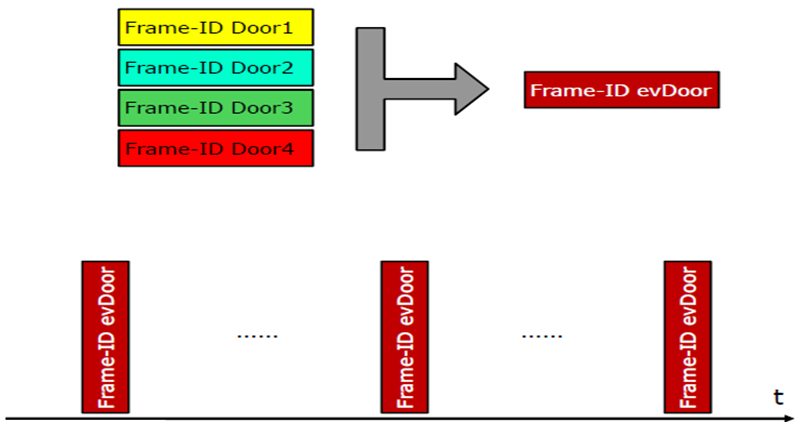 Frame-ID Door1
Frame-ID Door2
Frame-ID Door3
Frame-ID Door4
Frame-ID evDoor
Frame-ID evDoor
......
Frame-ID evDoor
......
Frame-ID evDoor
t